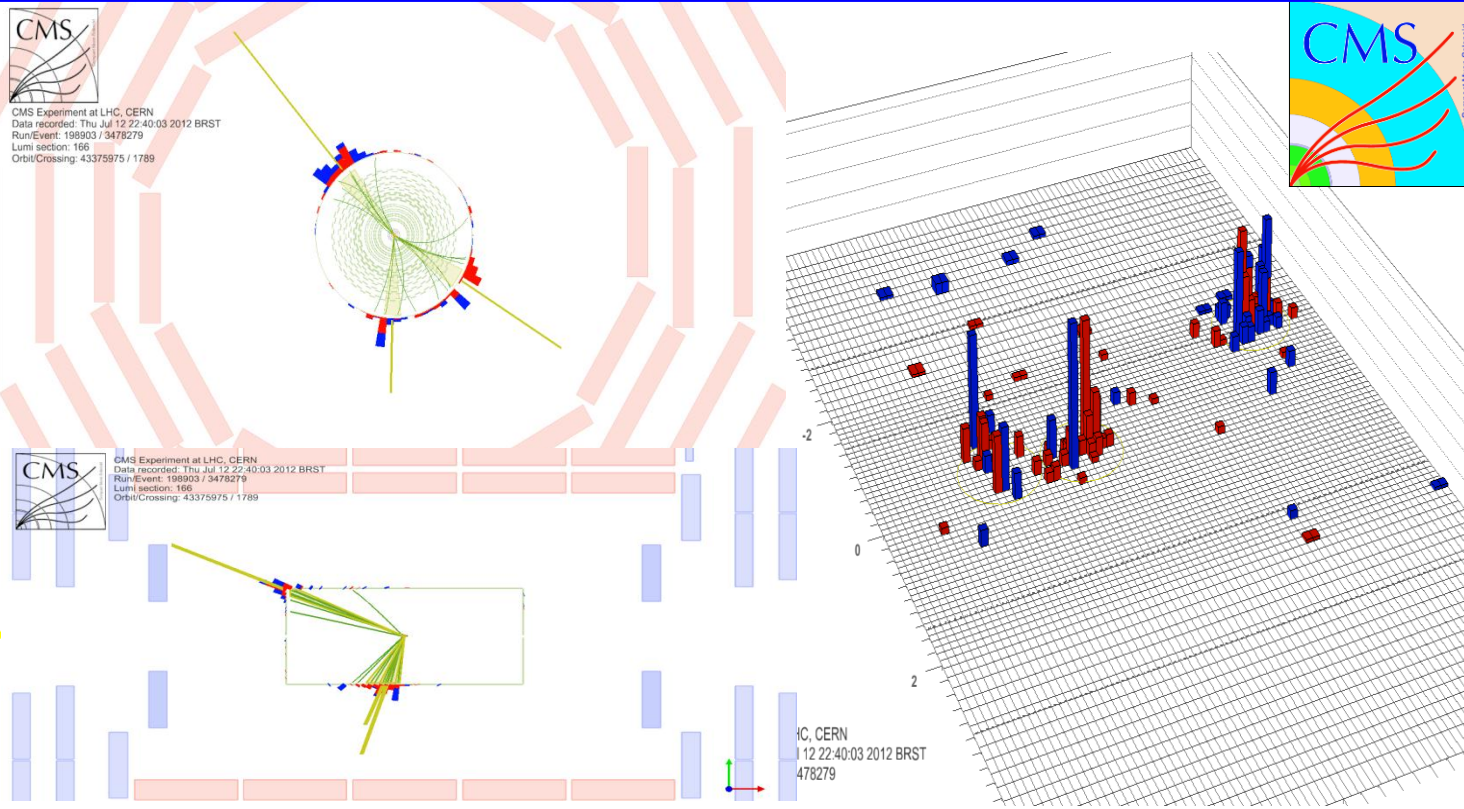 CMS
CMS Experiment at LHC, CERN
Data recorded: Thu Jul 12 22:40:03 2012 BRST
Run/Event: 198903 / 3478279
Lumi section: 166
Orbit/Crossing: 43375975 / 1789
CMS
CMS Experiment at LHC, CERN
Data recorded: Thu Jul 12 22:40:03 2012 BRST
Run/Event: 198903 / 3478279
Lumi section: 166
Orbit/Crossing: 43375975 / 1789
CMS
-2
0
2
HC, CERN
12 22:40:03 2012 BRST
478279